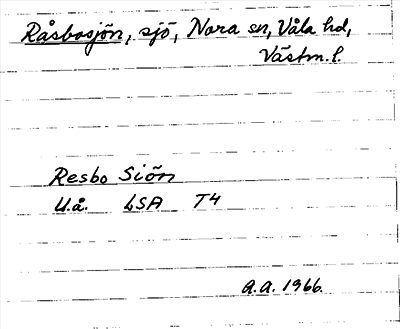 Råsbosjön, sjö, Nora sn, Våla hd,
Västm. l.
Resbo Siön
U.å. LSA T4
A.A. 1966.